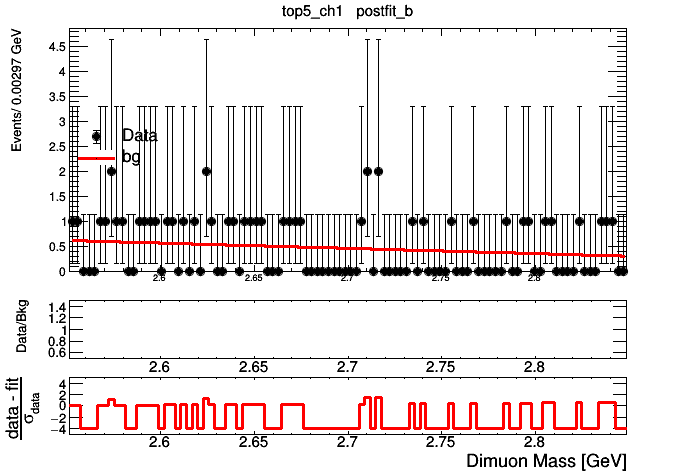 top5_ch1 postfit_b
Events/ 0.00297 GeV
4.5
4
3.5
3
2.5
2
1.5
1
0.5
0
Data
bg
2.6 2.65 2.7 2.75 2.8
Data/Bkg
1.4
1.2
1
0.8
0.6
2.6 2.65 2.7 2.75 2.8
data - fit
σdata
4
2
0
−2
−4
2.6 2.65 2.7 2.75 2.8
Dimuon Mass [GeV]